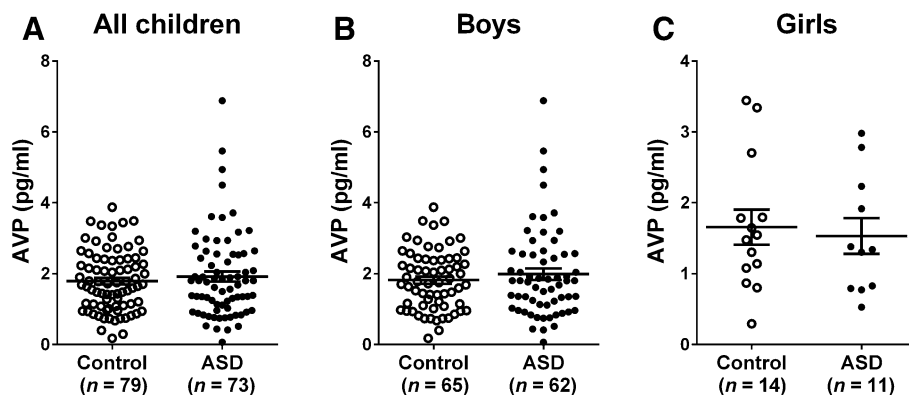 A All children
AVP (pg/ml)
8
6
4
2
0
Control
(n = 79)
ASD
(n = 73)
B Boys
AVP (pg/ml)
8
6
4
2
0
Control
(n = 65)
ASD
(n = 62)
C Girls
AVP (pg/ml)
4
3
2
1
0
Control
(n = 14)
ASD
(n = 11)